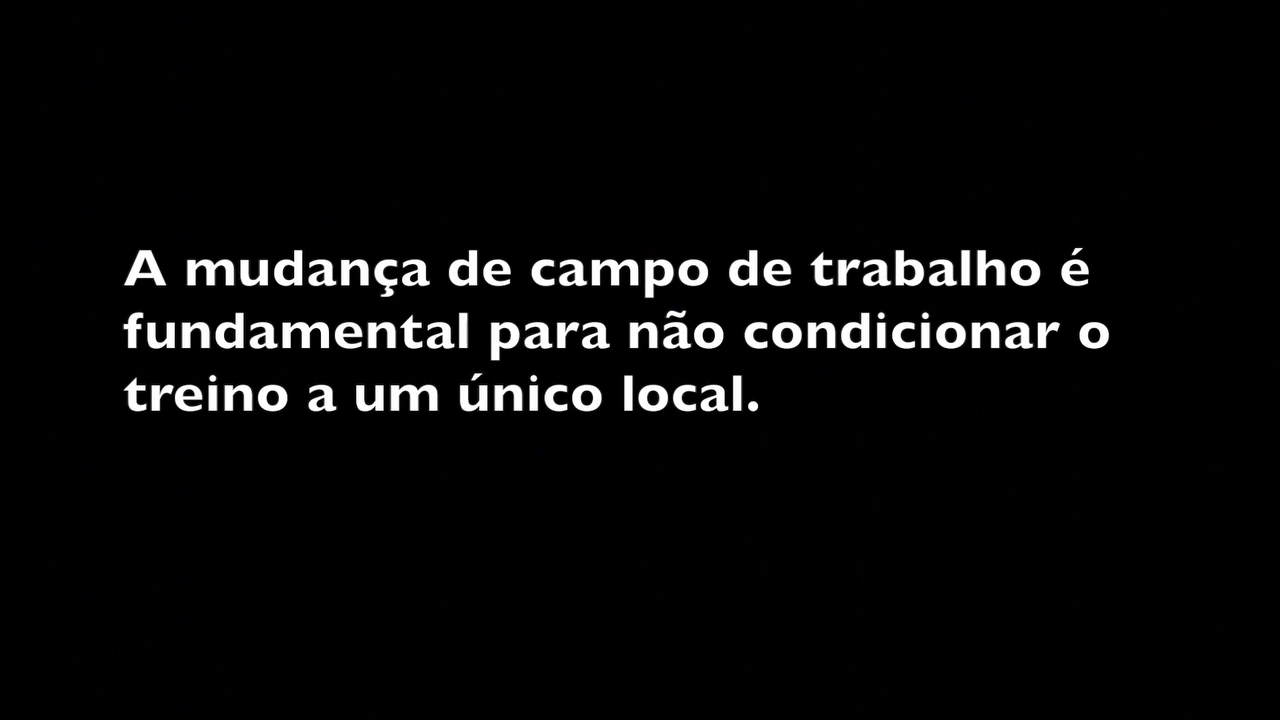 A mudança de campo de trabalho é
fundamental para não condicionar o
treino a um único local.